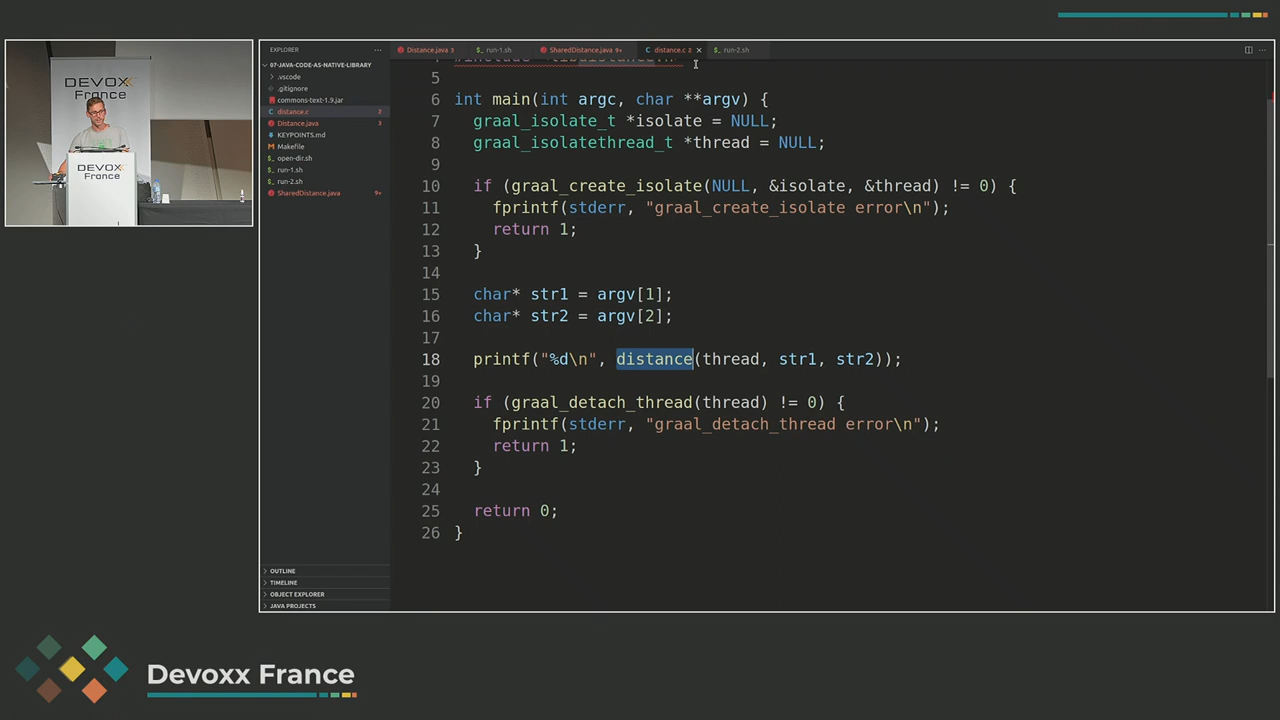 DEVOXX
France
DEVOXX
France
EXPLORER
07-JAVA-CODE-AS-NATIVE-LIBRARY
.vscode
.gitignore
commons-text-1.9.jar
distance.c 2
Distance.java 3
KEYPOINTS.md
Makefile
open-dir.sh
run-1.sh
run-2.sh
SharedDistance.java 9+
OUTLINE
TIMELINE
OBJECT EXPLORER
JAVA PROJECTS
Distance.java 3 run-1.sh SharedDistance.java 9+ distance.c 2 run-2.sh
5
6 int main(int argc, char **argv) {
7 graal_isolate_t *isolate = NULL;
8 graal_isolatethread_t *thread = NULL;
9
10 if (graal_create_isolate(NULL, &isolate, &thread) != 0) {
11 fprintf(stderr, "graal_create_isolate error\n");
12 return 1;
13 }
14
15 char* str1 = argv[1];
16 char* str2 = argv[2];
17
18 printf("%d\n", distance(thread, str1, str2));
19
20 if (graal_detach_thread(thread) != 0) {
21 fprintf(stderr, "graal_detach_thread error\n");
22 return 1;
23 }
24
25 return 0;
26 }
Devoxx France